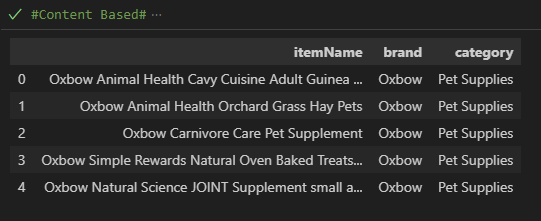 #Content Based# ...
itemName brand category
0 Oxbow Animal Health Cavy Cuisine Adult Guinea ... Oxbow Pet Supplies
1 Oxbow Animal Health Orchard Grass Hay Pets Oxbow Pet Supplies
2 Oxbow Carnivore Care Pet Supplement Oxbow Pet Supplies
3 Oxbow Simple Rewards Natural Oven Baked Treats... Oxbow Pet Supplies
4 Oxbow Natural Science JOINT Supplement small a... Oxbow Pet Supplies